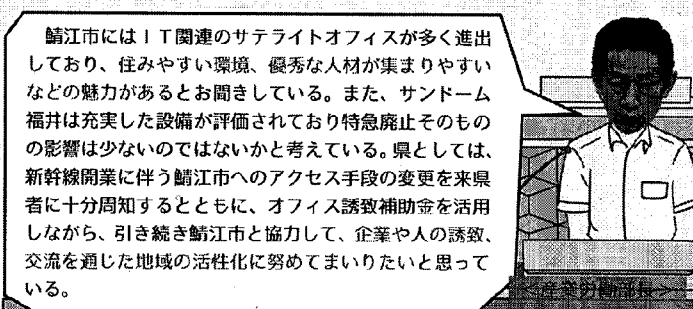 鯖江市にはIT関連のサテライトオフィスが多く進出
しており、住みやすい環境、優秀な人材が集まりやすい
などの魅力があるとお聞きしている。また、サンドーム
福井は充実した設備が評価されており特急廃止そのもの
の影響は少ないのではないかと考えている。県としては、
新幹線開業に伴う鯖江市へのアクセス手段の変更を来県
者に十分周知するとともに、オフィス誘致補助金を活用
しながら、引き続き鯖江市と協力して、企業や人の誘致、
交流を通じた地域の活性化に努めてまいりたいと思って
いる。
<産業労働部長>